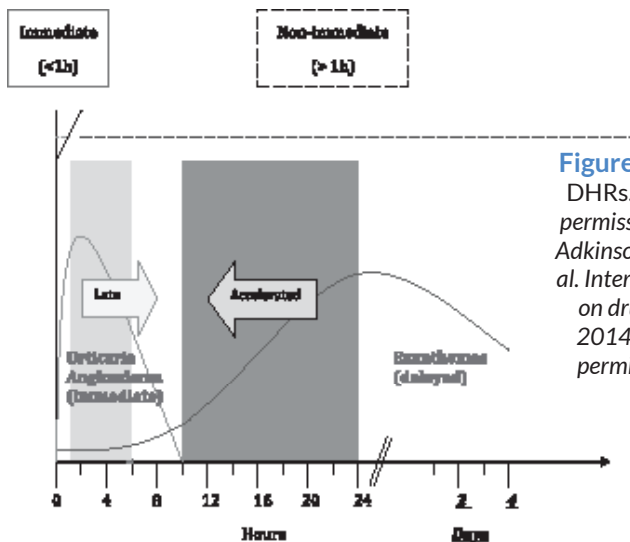 Immediate
(<1h)
Non-immediate
(> 1h)
Figure
DHRs.
permiss
Adkinso
al. Inter
on dr
2014
permi
Late
Accelerated
Urticaria
Angioedema
(immediate)
Exanthemas
(delayed)
0 4 8 12 16 20 24 2 4
Hours Days